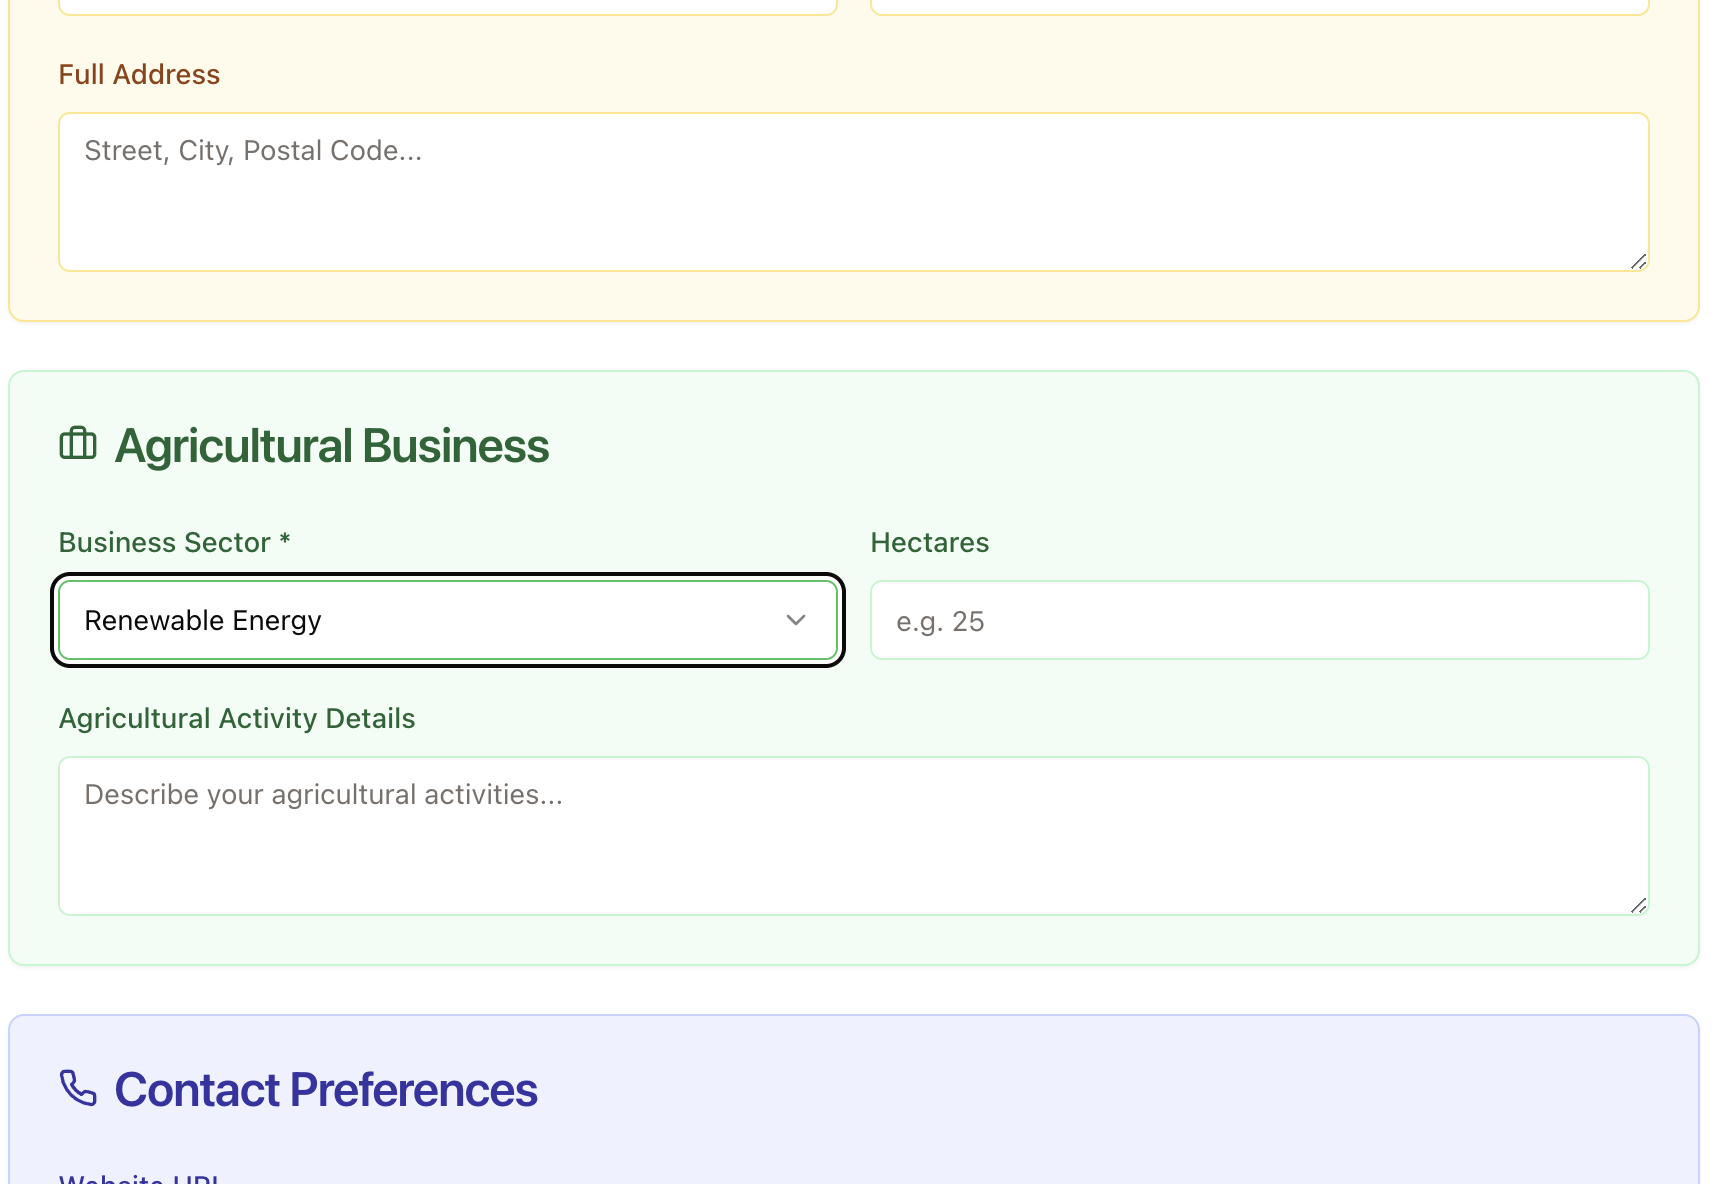 Full Address
Street, City, Postal Code...
Agricultural Business
Business Sector *
Hectares
Renewable Energy
e.g. 25
Agricultural Activity Details
Describe your agricultural activities...
Contact Preferences
Website URL